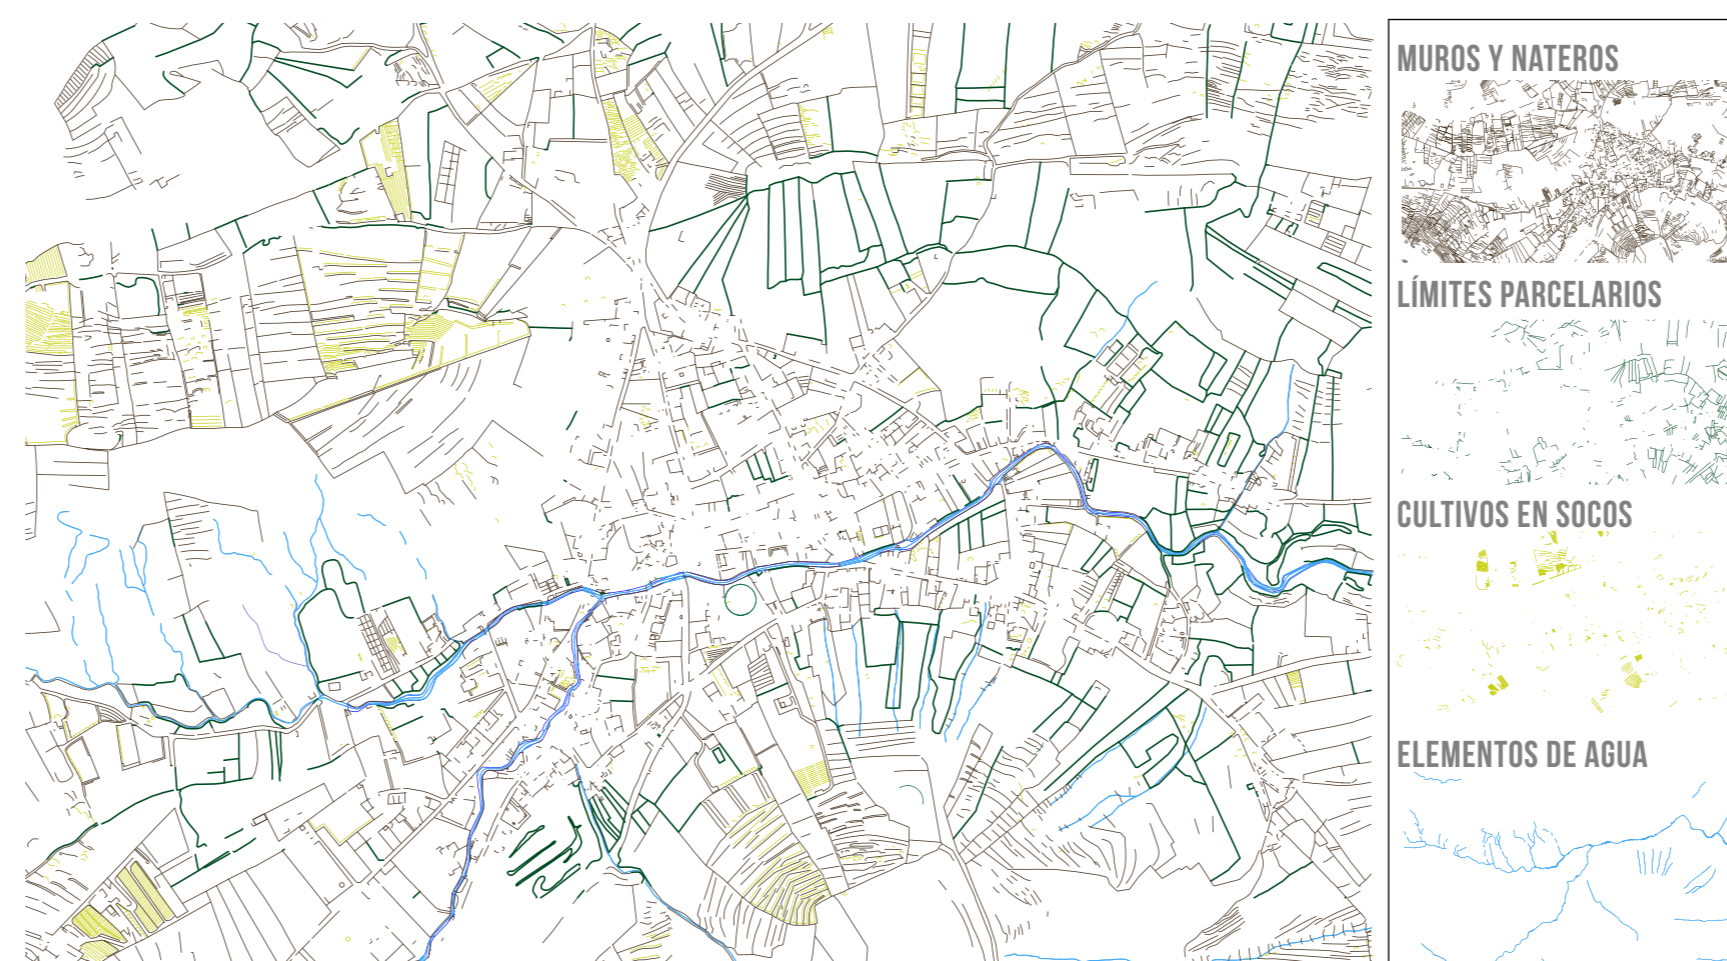 MUROS Y NATEROS
LÍMITES PARCELARIOS
CULTIVOS EN SOCOS
ELEMENTOS DE AGUA